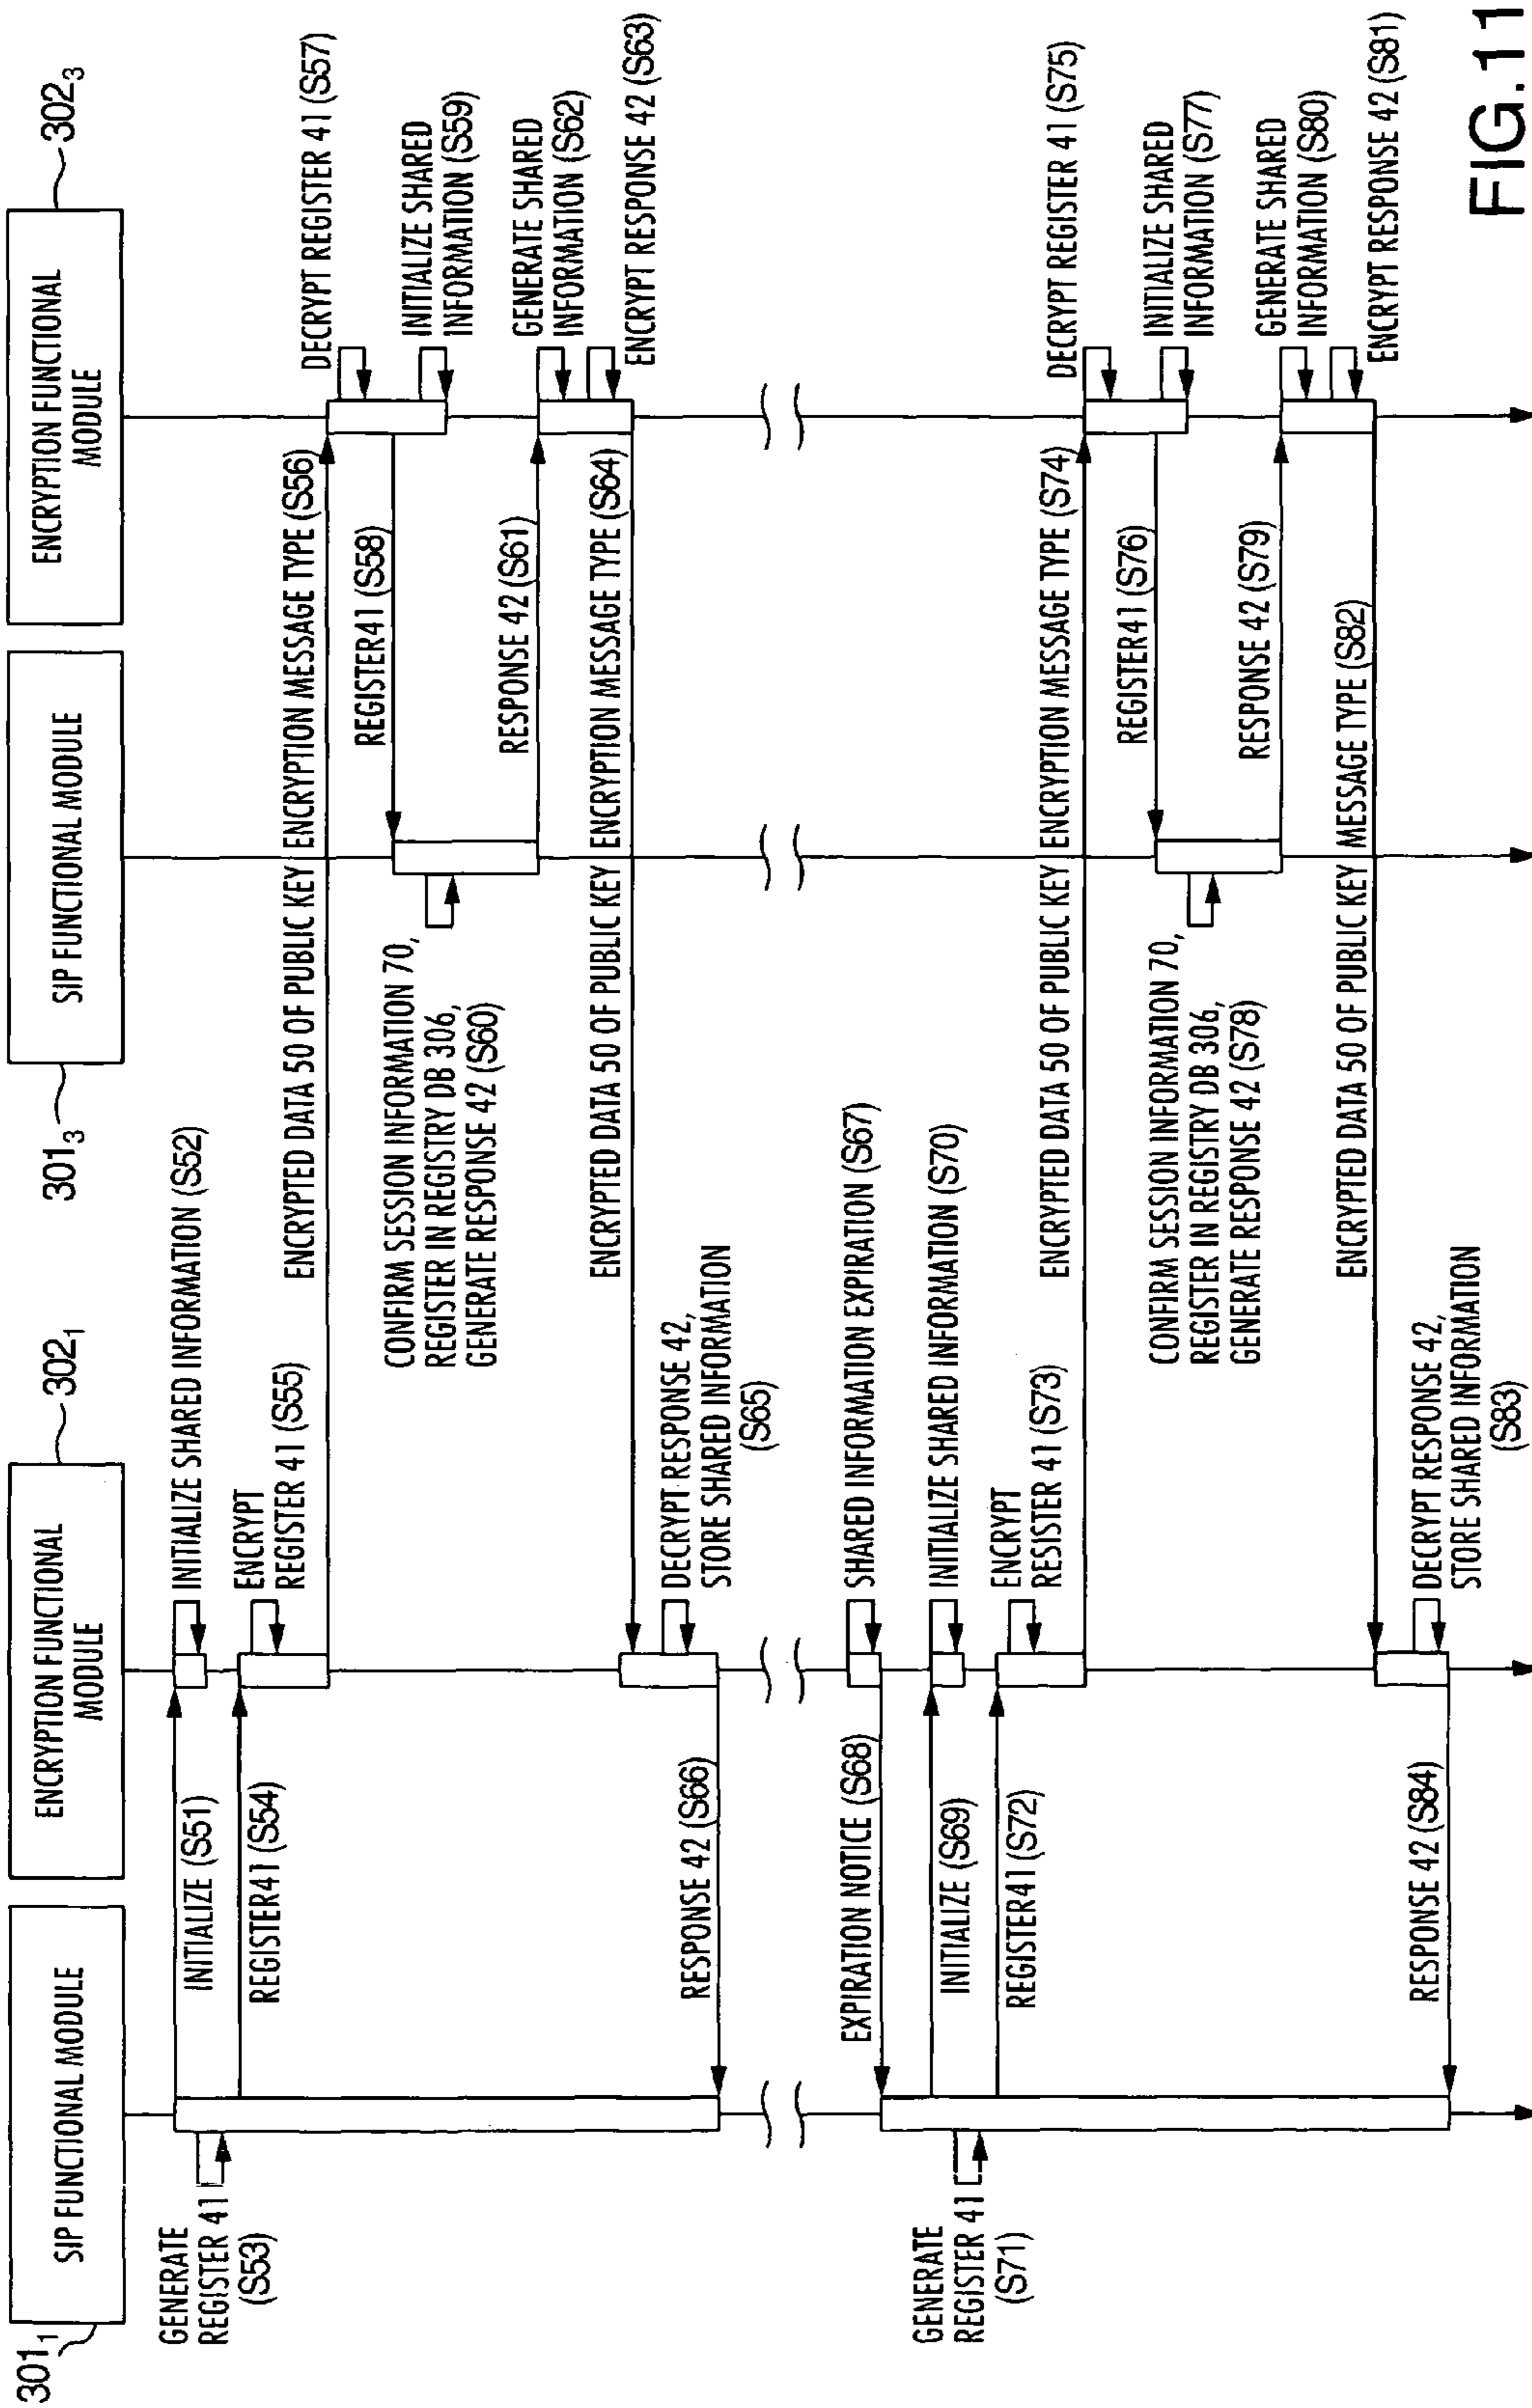 301₁
SIP FUNCTIONAL MODULE
ENCRYPTION FUNCTIONAL
MODULE
302₁
301₃
SIP FUNCTIONAL MODULE
ENCRYPTION FUNCTIONAL
MODULE
302₃
INITIALIZE (S51)
INITIALIZE SHARED INFORMATION (S52)
GENERATE
REGISTER 41
(S53)
REGISTER41 (S54)
ENCRYPT
REGISTER 41 (S55)
ENCRYPTED DATA 50 OF PUBLIC KEY ENCRYPTION MESSAGE TYPE (S56)
DECRYPT REGISTER 41 (S57)
REGISTER41 (S58)
INITIALIZE SHARED
INFORMATION (S59)
CONFIRM SESSION INFORMATION 70,
REGISTER IN REGISTRY DB 306,
GENERATE RESPONSE 42 (S60)
RESPONSE 42 (S61)
GENERATE SHARED
INFORMATION (S62)
ENCRYPT RESPONSE 42 (S63)
ENCRYPTED DATA 50 OF PUBLIC KEY ENCRYPTION MESSAGE TYPE (S64)
DECRYPT RESPONSE 42,
STORE SHARED INFORMATION
(S65)
RESPONSE 42 (S66)
SHARED INFORMATION EXPIRATION (S67)
EXPIRATION NOTICE (S68)
INITIALIZE (S69)
INITIALIZE SHARED INFORMATION (S70)
GENERATE
REGISTER 41
(S71)
REGISTER41 (S72)
ENCRYPT
RESISTER 41 (S73)
ENCRYPTED DATA 50 OF PUBLIC KEY ENCRYPTION MESSAGE TYPE (S74)
DECRYPT REGISTER 41 (S75)
REGISTER41 (S76)
INITIALIZE SHARED
INFORMATION (S77)
CONFIRM SESSION INFORMATION 70,
REGISTER IN REGISTRY DB 306,
GENERATE RESPONSE 42 (S78)
RESPONSE 42 (S79)
GENERATE SHARED
INFORMATION (S80)
ENCRYPT RESPONSE 42 (S81)
ENCRYPTED DATA 50 OF PUBLIC KEY MESSAGE TYPE (S82)
DECRYPT RESPONSE 42,
STORE SHARED INFORMATION
(S83)
RESPONSE 42 (S84)
FIG.11